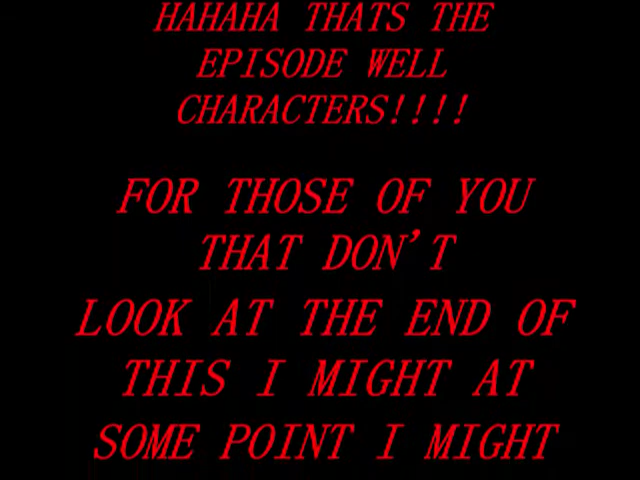 HAHAHA THATS THE
EPISODE WELL
CHARACTERS!!!!
FOR THOSE OF YOU
THAT DON'T
LOOK AT THE END OF
THIS I MIGHT AT
SOME POINT I MIGHT